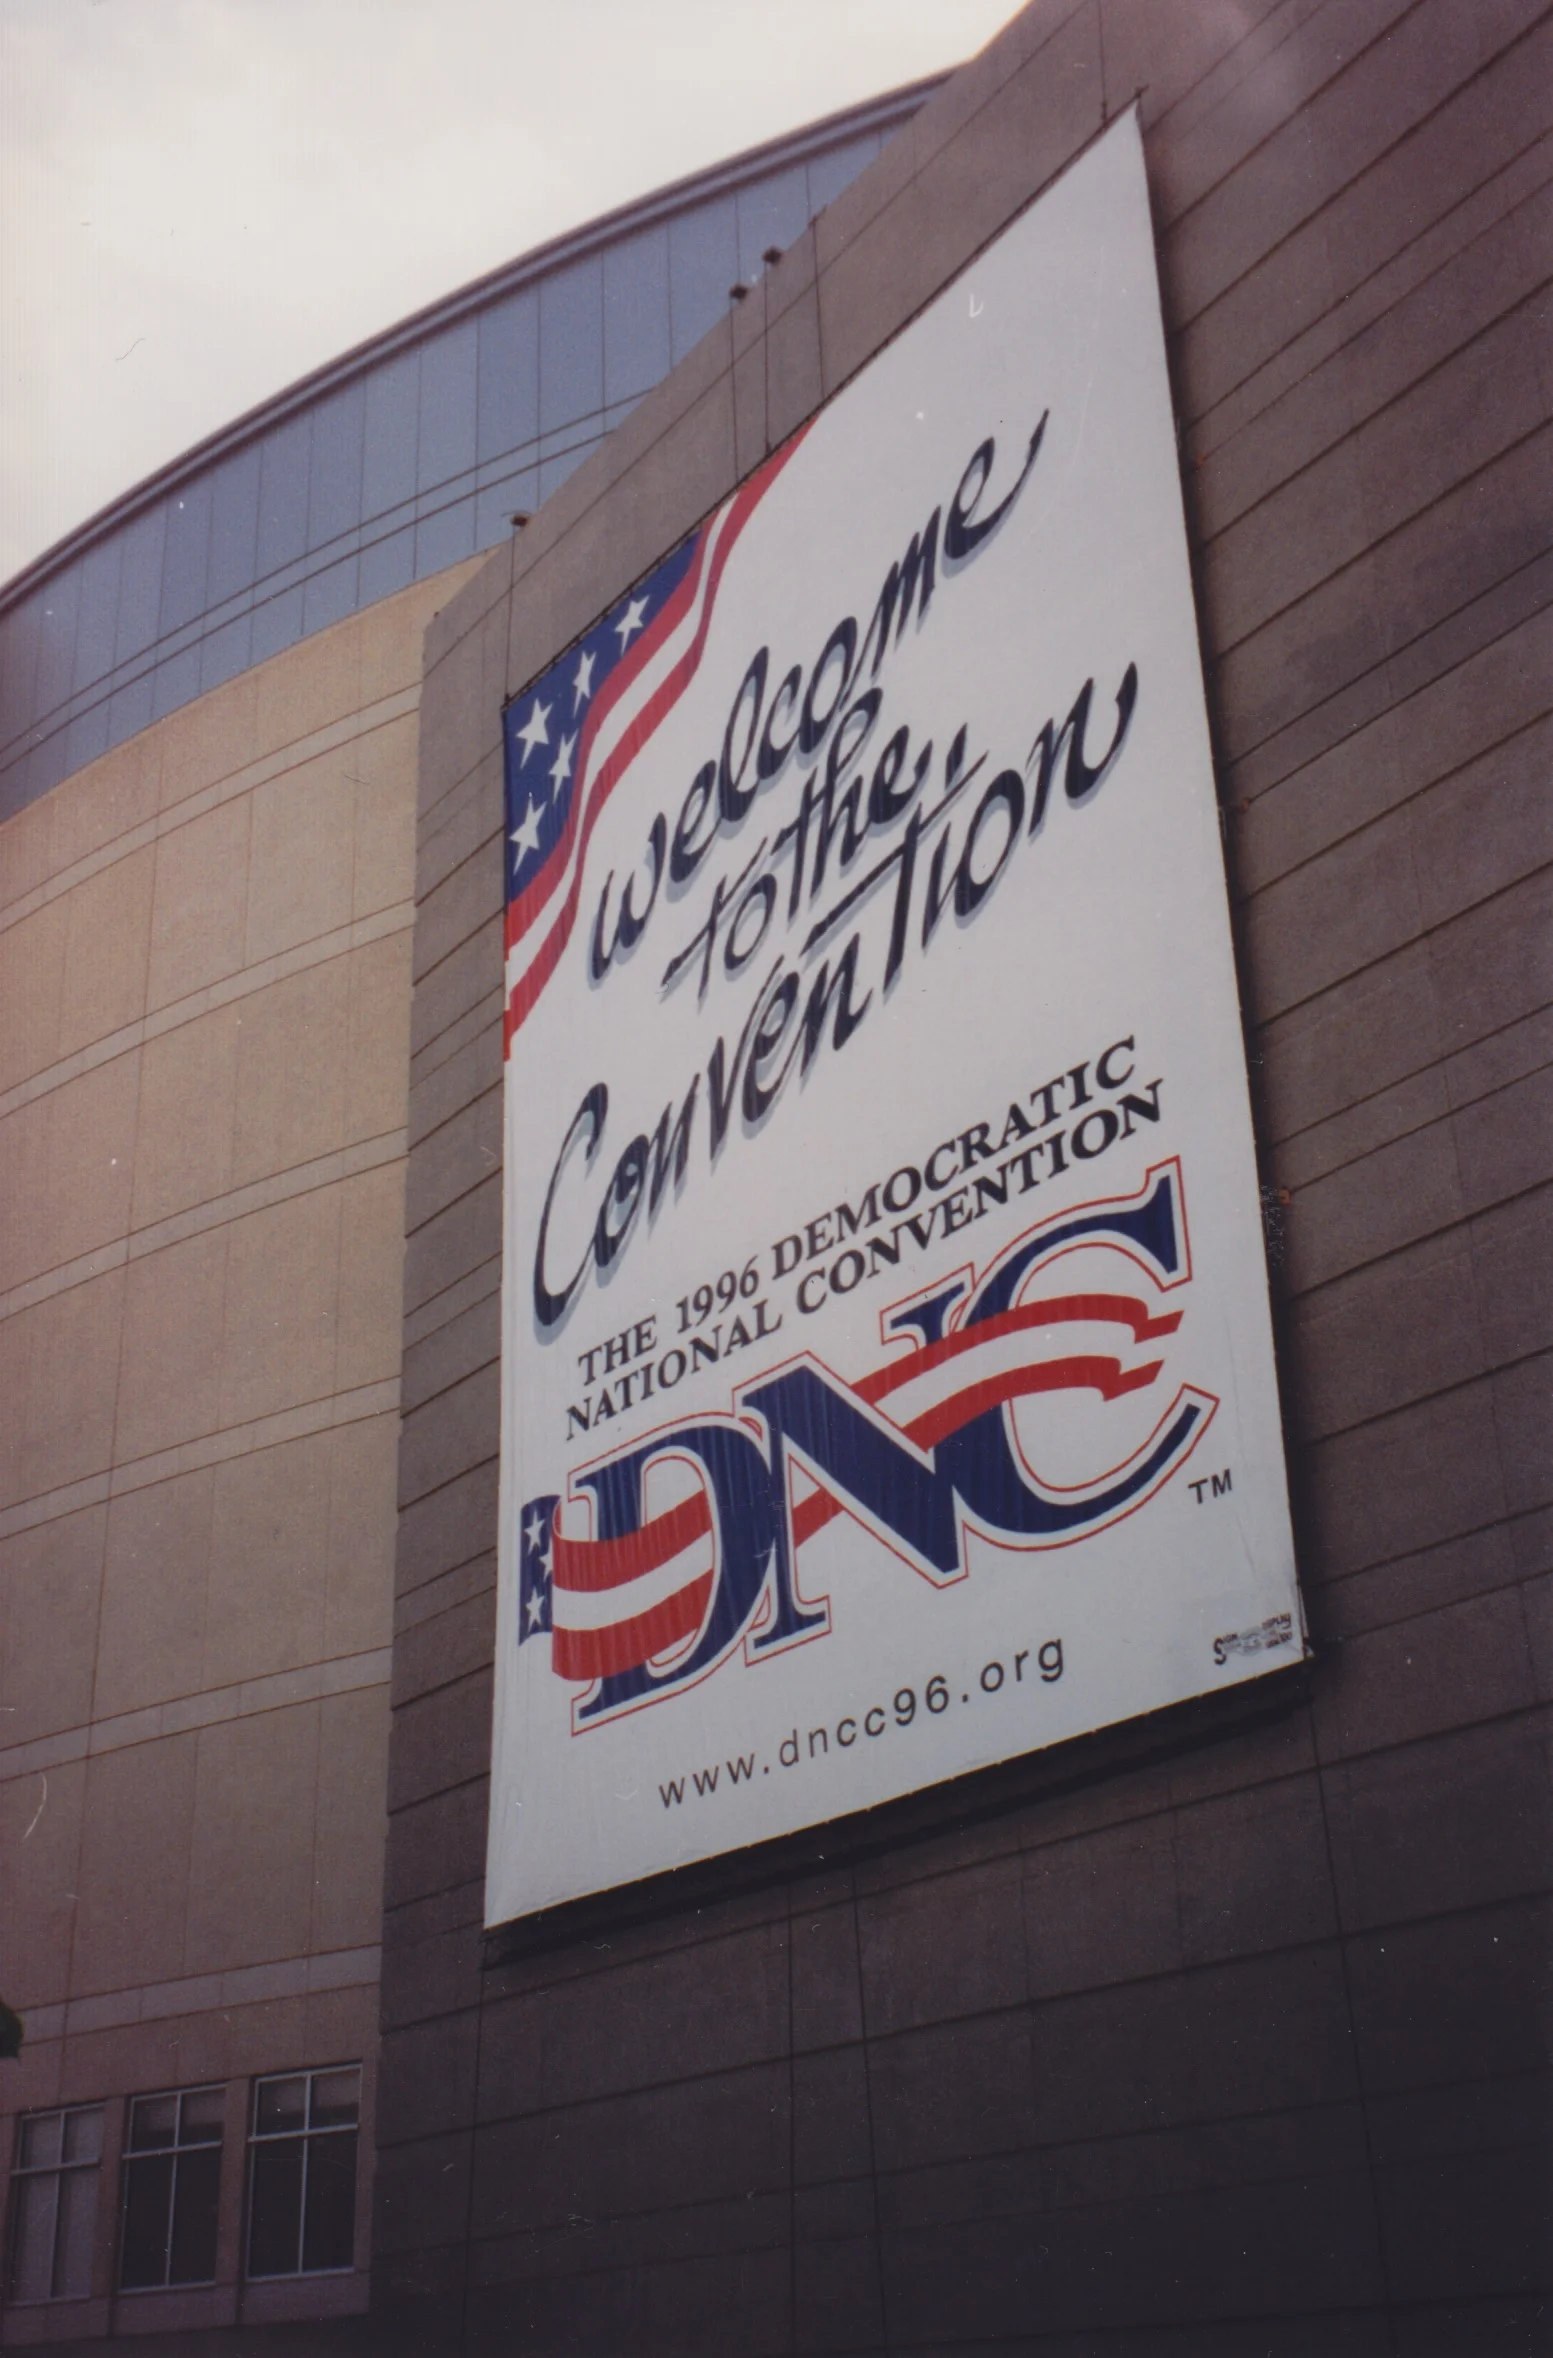 welcome
to the..
Convention
THE 1996 DEMOCRATIC
NATIONAL CONVENTION
DNC
TM
www.dncc96.org